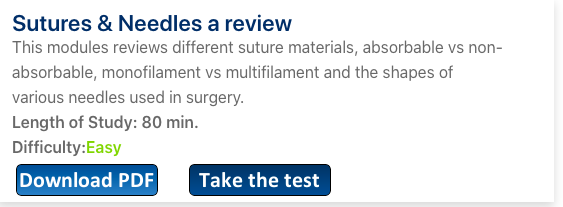 Sutures & Needles a review
This modules reviews different suture materials, absorbable vs non-
absorbable, monofilament vs multifilament and the shapes of
various needles used in surgery.
Length of Study: 80 min.
Difficulty:Easy
Download PDF Take the test